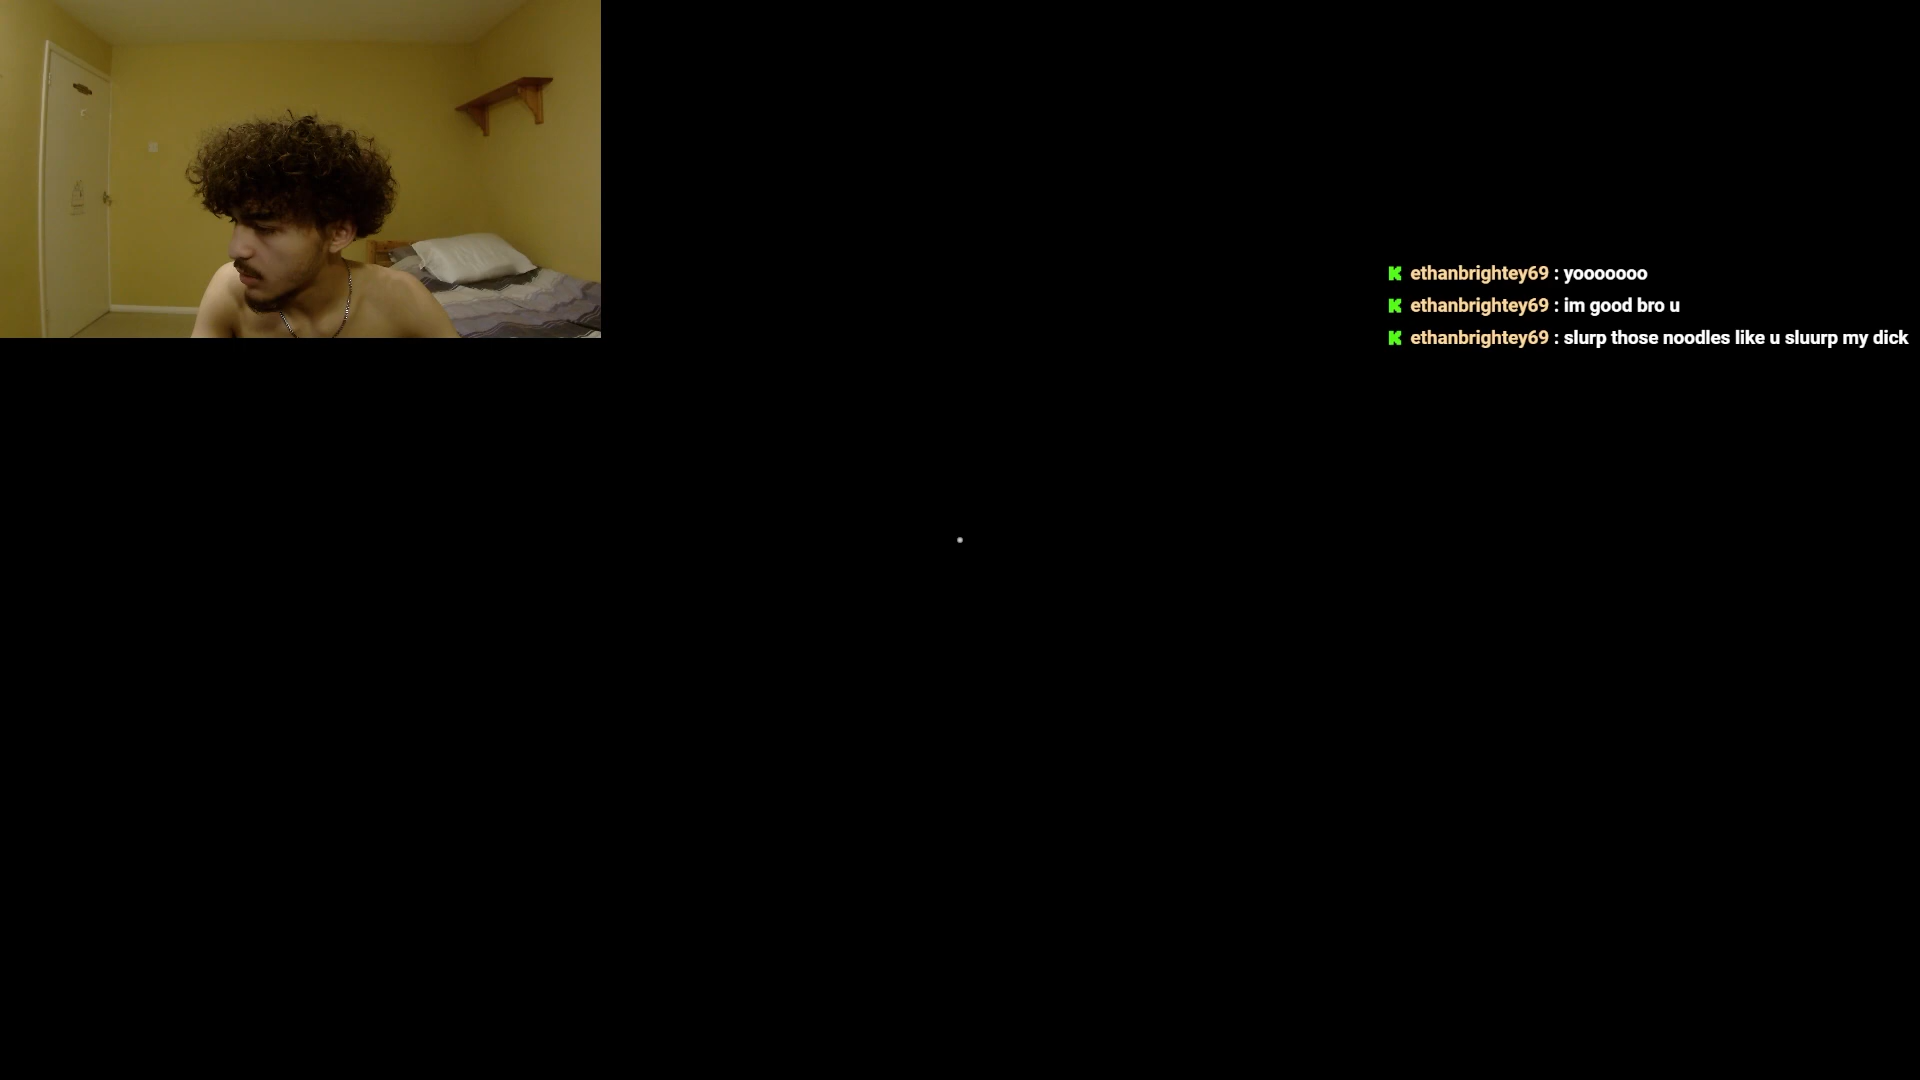 ethanbrightey69 : yooooooo
ethanbrightey69 : im good bro u
ethanbrightey69 : slurp those noodles like u sluurp my dick